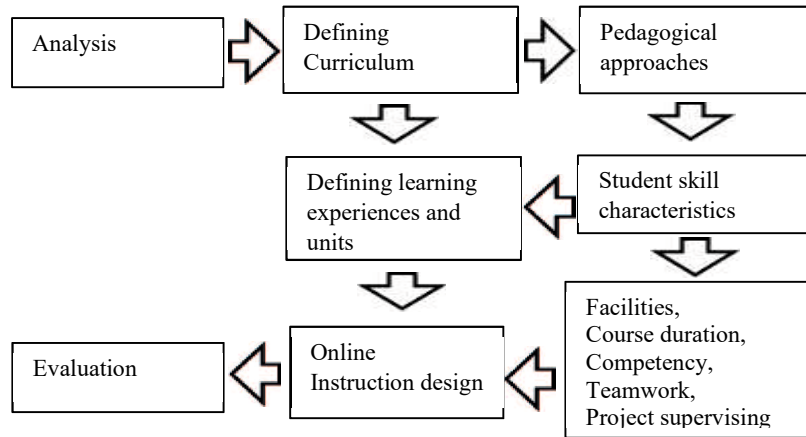 Analysis
Defining
Curriculum
Pedagogical
approaches
Defining learning
experiences and
units
Student skill
characteristics
Evaluation
Online
Instruction design
Facilities,
Course duration,
Competency,
Teamwork,
Project supervising